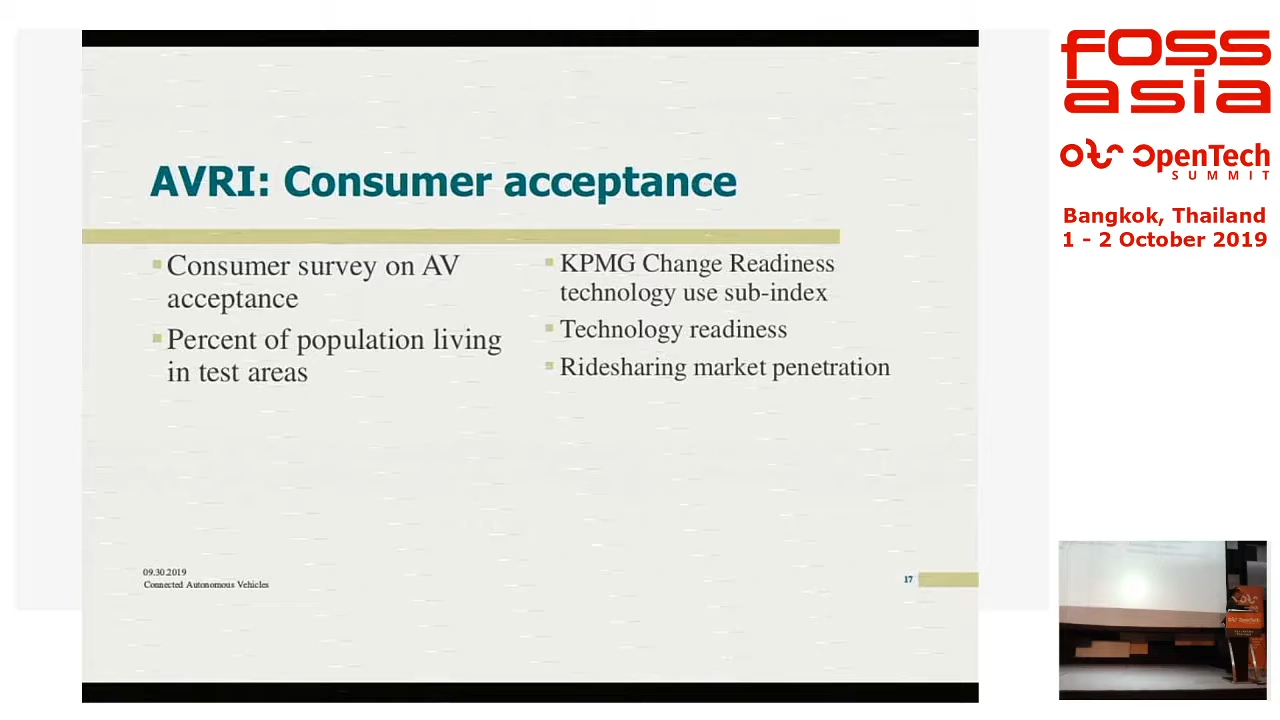 AVRI: Consumer acceptance
Consumer survey on AV
acceptance
Percent of population living
in test areas
KPMG Change Readiness
technology use sub-index
Technology readiness
Ridesharing market penetration
09.30.2019
Connected Autonomous Vehicles
17
fossasia
OpenTech
SUMMIT
Bangkok, Thailand
1 - 2 October 2019